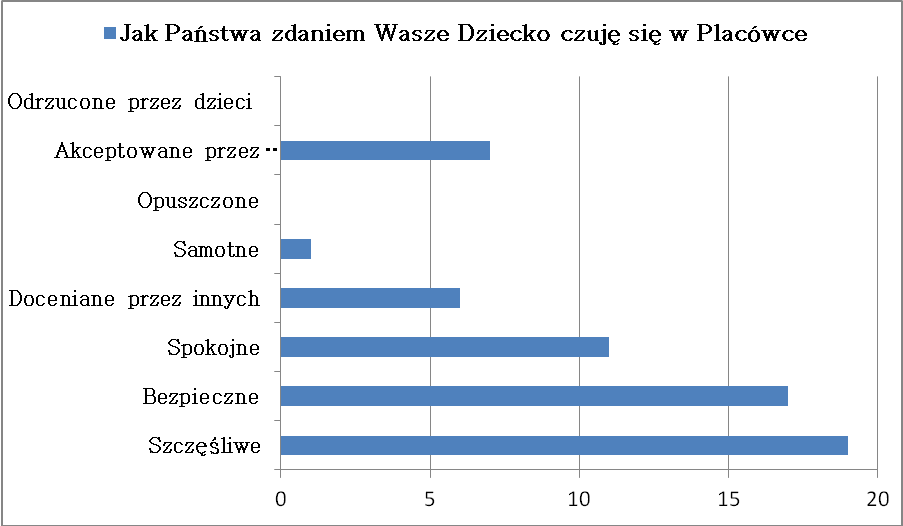 Jak Państwa zdaniem Wasze Dziecko czuję się w Placówce
Odrzucone przez dzieci
Akceptowane przez
Opuszczone
Samotne
Doceniane przez innych
Spokojne
Bezpieczne
Szczęśliwe
0 5 10 15 20